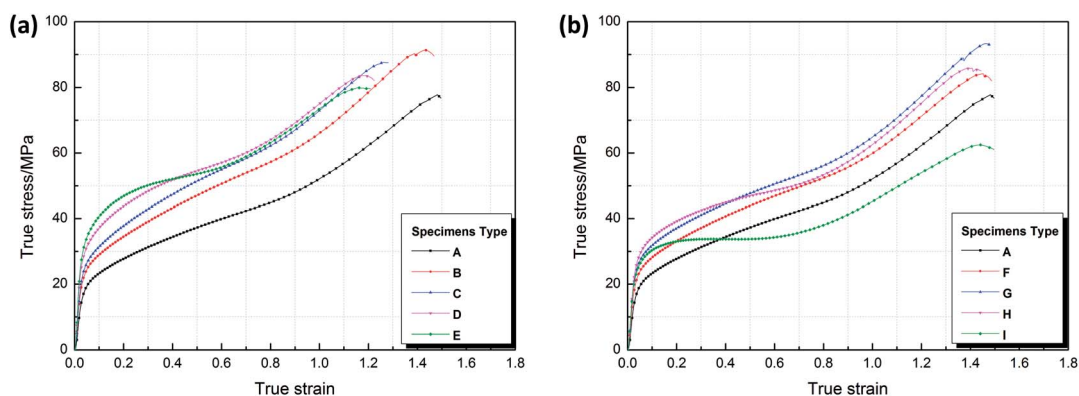 (a)
100
80
60
40
20
0
True stress/MPa
0.0 0.2 0.4 0.6 0.8 1.0 1.2 1.4 1.6 1.8
True strain
Specimens Type
A
B
C
D
E
(b)
100
80
60
40
20
0
True stress/MPa
0.0 0.2 0.4 0.6 0.8 1.0 1.2 1.4 1.6 1.8
True strain
Specimens Type
A
F
G
H
I